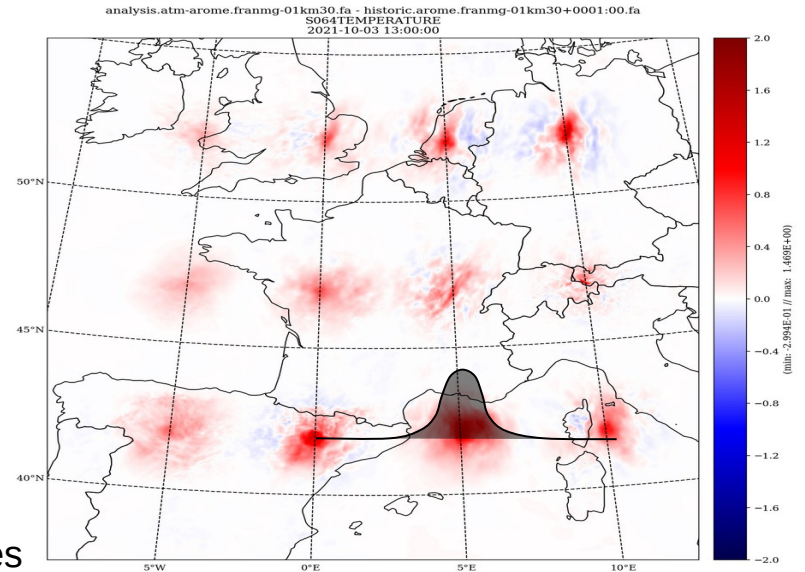 analysis.atm-arome.franmg-01km30.fa - historic.arome.franmg-01km30+0001:00.fa
S064TEMPERATURE
2021-10-03 13:00:00
2.0
1.6
1.2
0.8
0.4
0.0
−0.4
−0.8
−1.2
−1.6
−2.0
(min: -2.994E-01 // max: 1.469E+00)
50°N
45°N
40°N
5°W
0°E
5°E
10°E
es